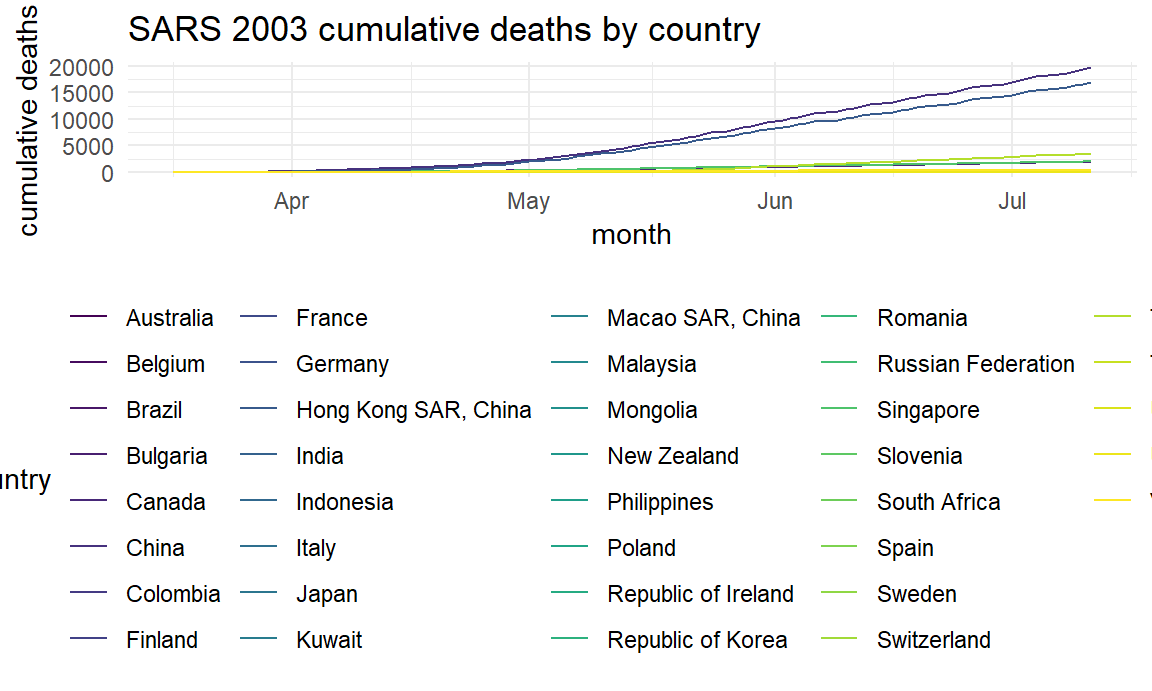 SARS 2003 cumulative deaths by country
cumulative deaths
20000
15000
10000
5000
0
Apr May Jun Jul
month
Australia France Macao SAR, China Romania
Belgium Germany Malaysia Russian Federation
Brazil Hong Kong SAR, China Mongolia Singapore
Bulgaria India New Zealand Slovenia
untry
Canada Indonesia Philippines South Africa
China Italy Poland Spain
Colombia Japan Republic of Ireland Sweden
Finland Kuwait Republic of Korea Switzerland